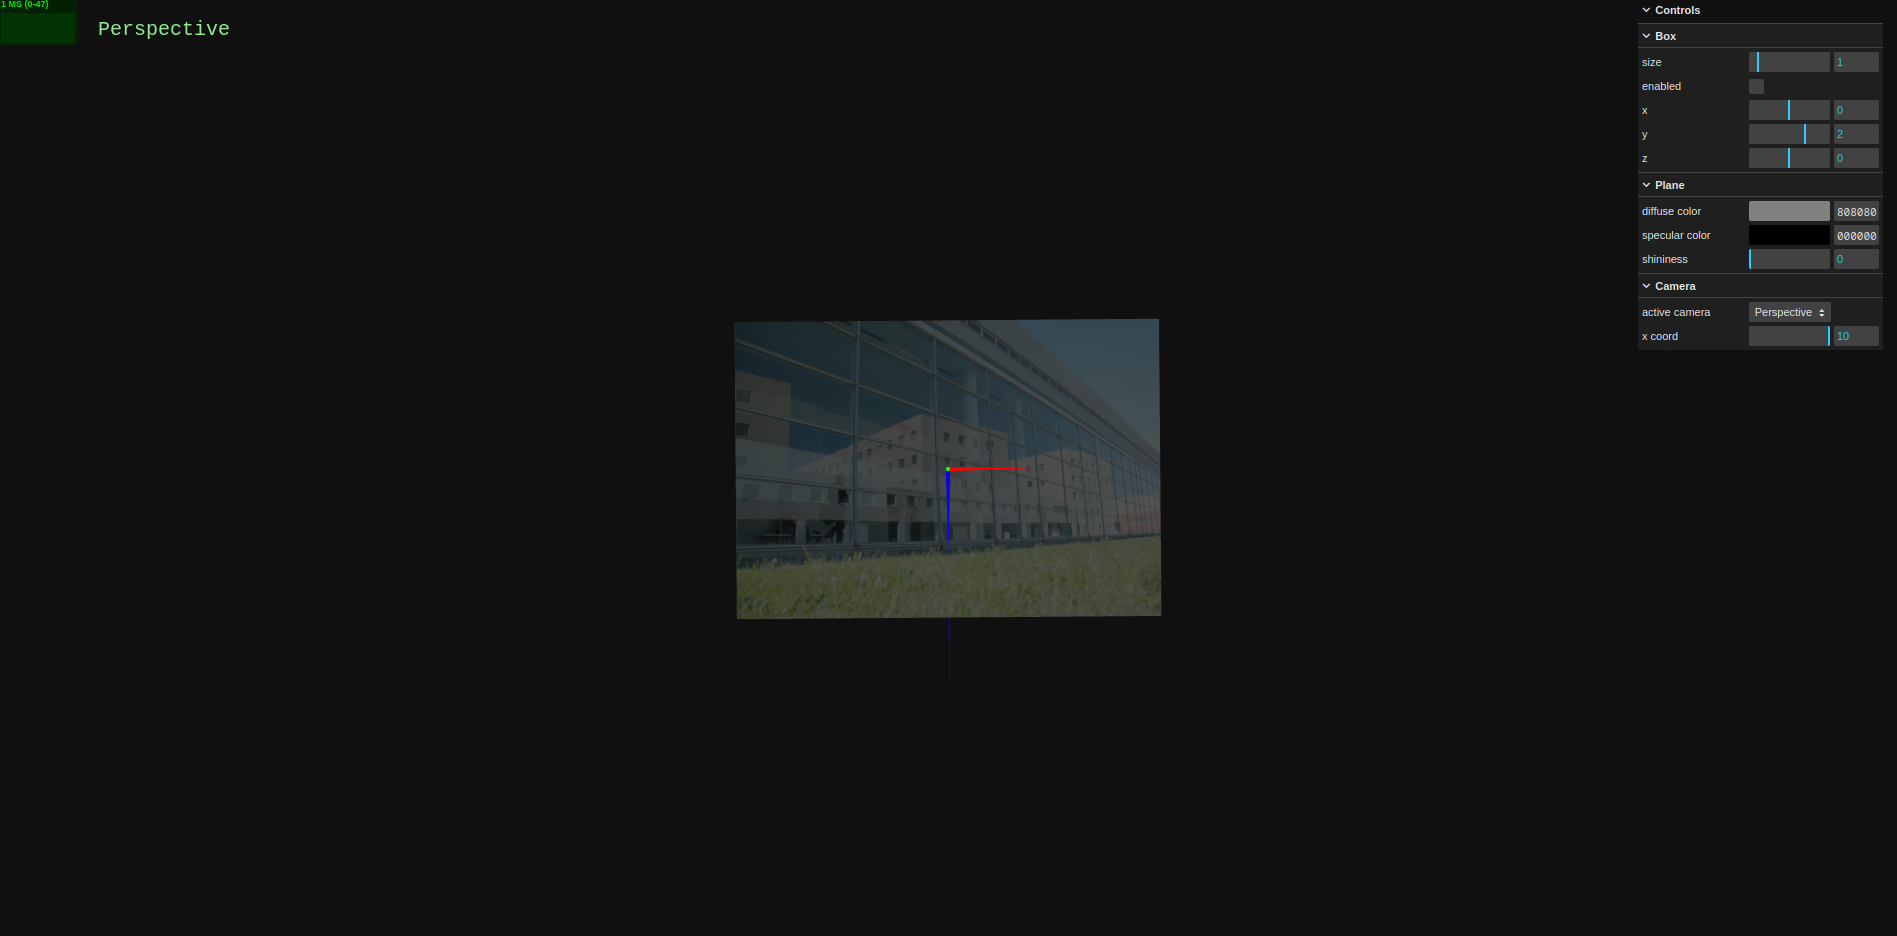 1 MS (0-47)
Perspective
Controls
Box
size 1
enabled
x 0
y 2
z 0
Plane
diffuse color 808080
specular color 000000
shininess 0
Camera
active camera Perspective
x coord 10